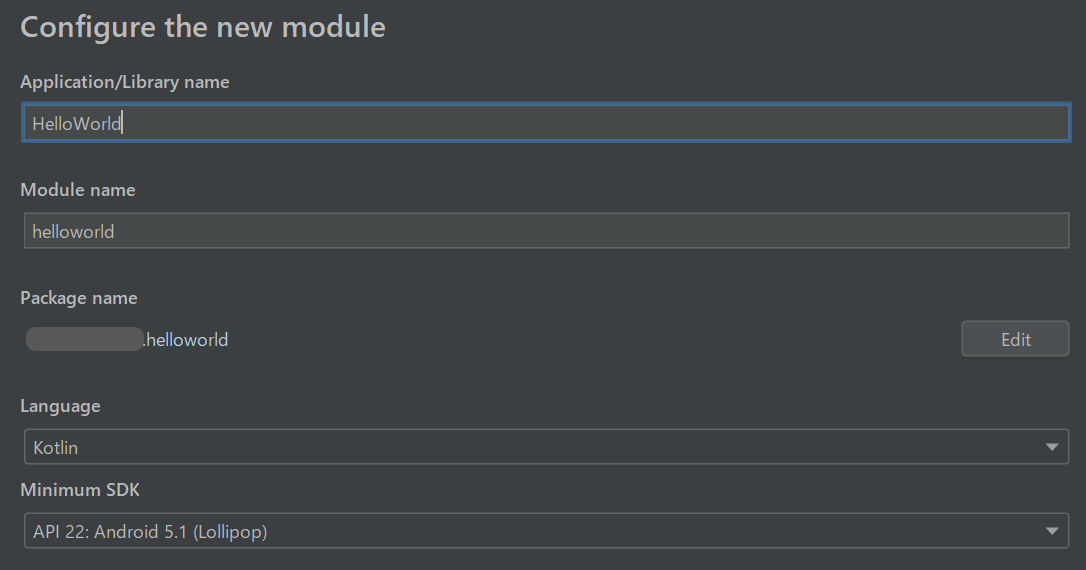 Configure the new module
Application/Library name
HelloWorld
Module name
helloworld
Package name
.helloworld
Edit
Language
Kotlin
Minimum SDK
API 22: Android 5.1 (Lollipop)